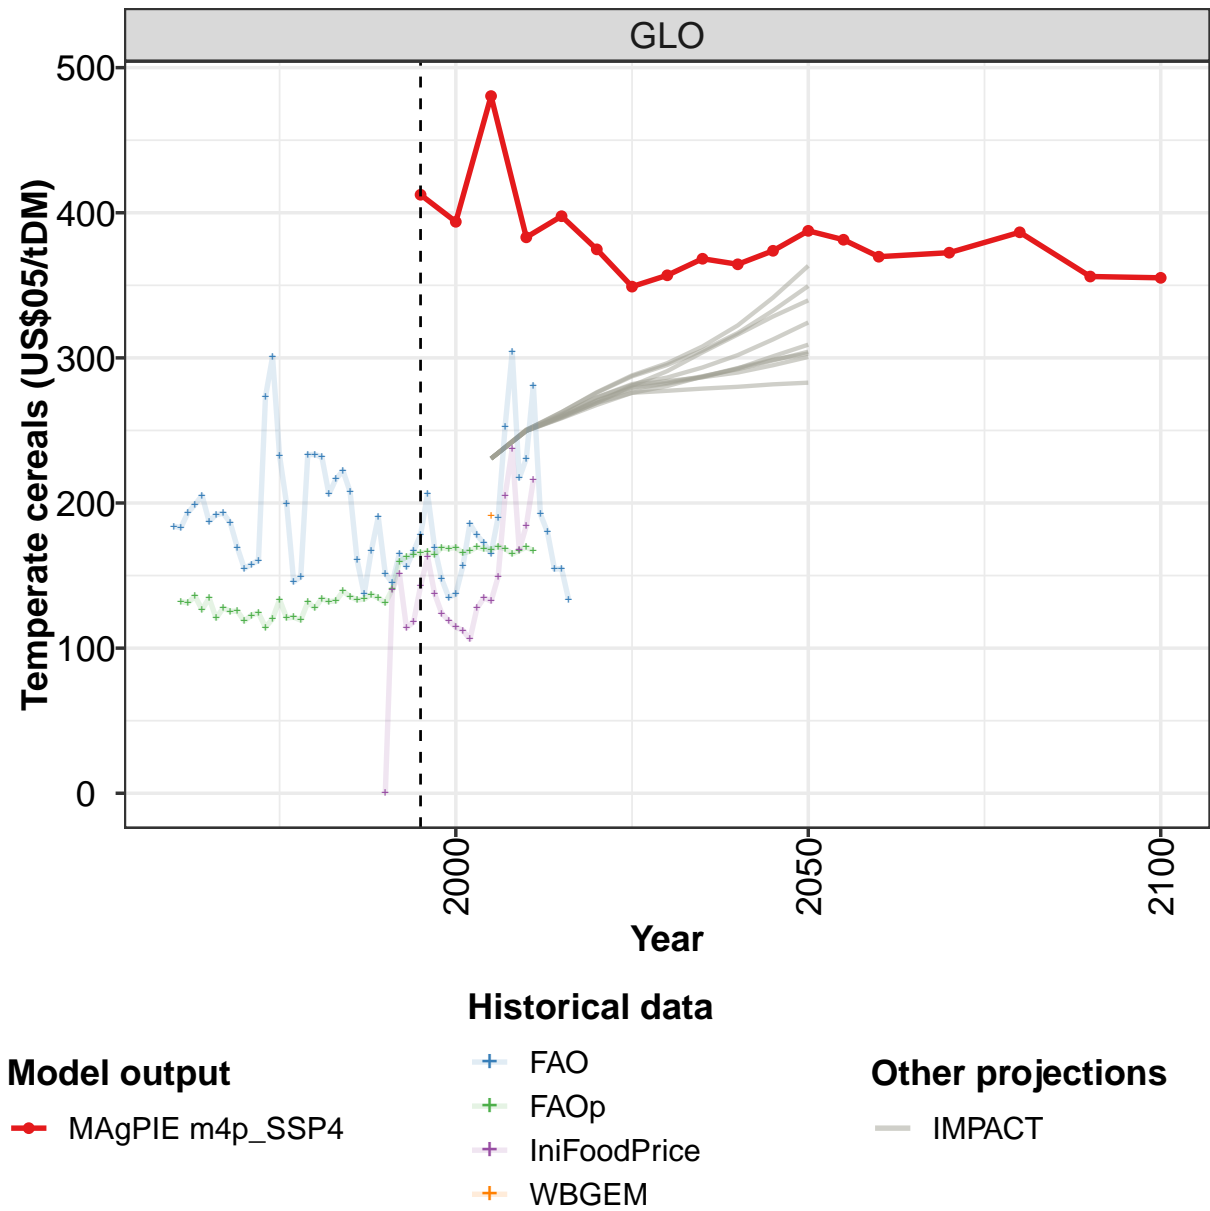 GLO
Temperate cereals (US$05/tDM)
500
400
300
200
100
0
2000
2050
2100
Year
Model output
MAgPIE m4p_SSP4
Historical data
FAO
FAOp
IniFoodPrice
WBGEM
Other projections
IMPACT